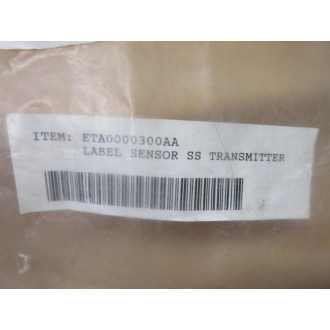 ITEM: ETA0000300AA
LABEL SENSOR SS TRANSMITTER